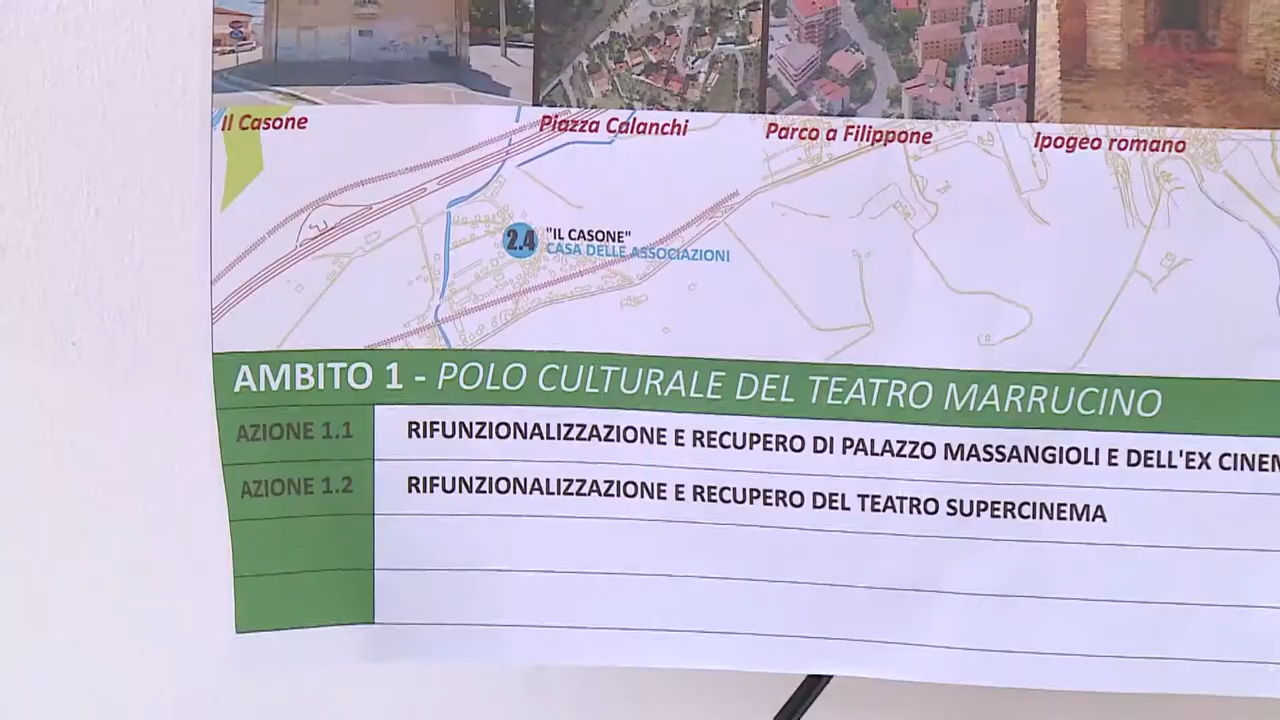 Il Casone
Piazza Calanchi
Parco a Filippone
Ipogeo romano
2.4 "IL CASONE"
CASA DELLE ASSOCIAZIONI
AMBITO 1 - POLO CULTURALE DEL TEATRO MARRUCINO
AZIONE 1.1 RIFUNZIONALIZZAZIONE E RECUPERO DI PALAZZO MASSANGIOLI E DELL'EX CINEM
AZIONE 1.2 RIFUNZIONALIZZAZIONE E RECUPERO DEL TEATRO SUPERCINEMA